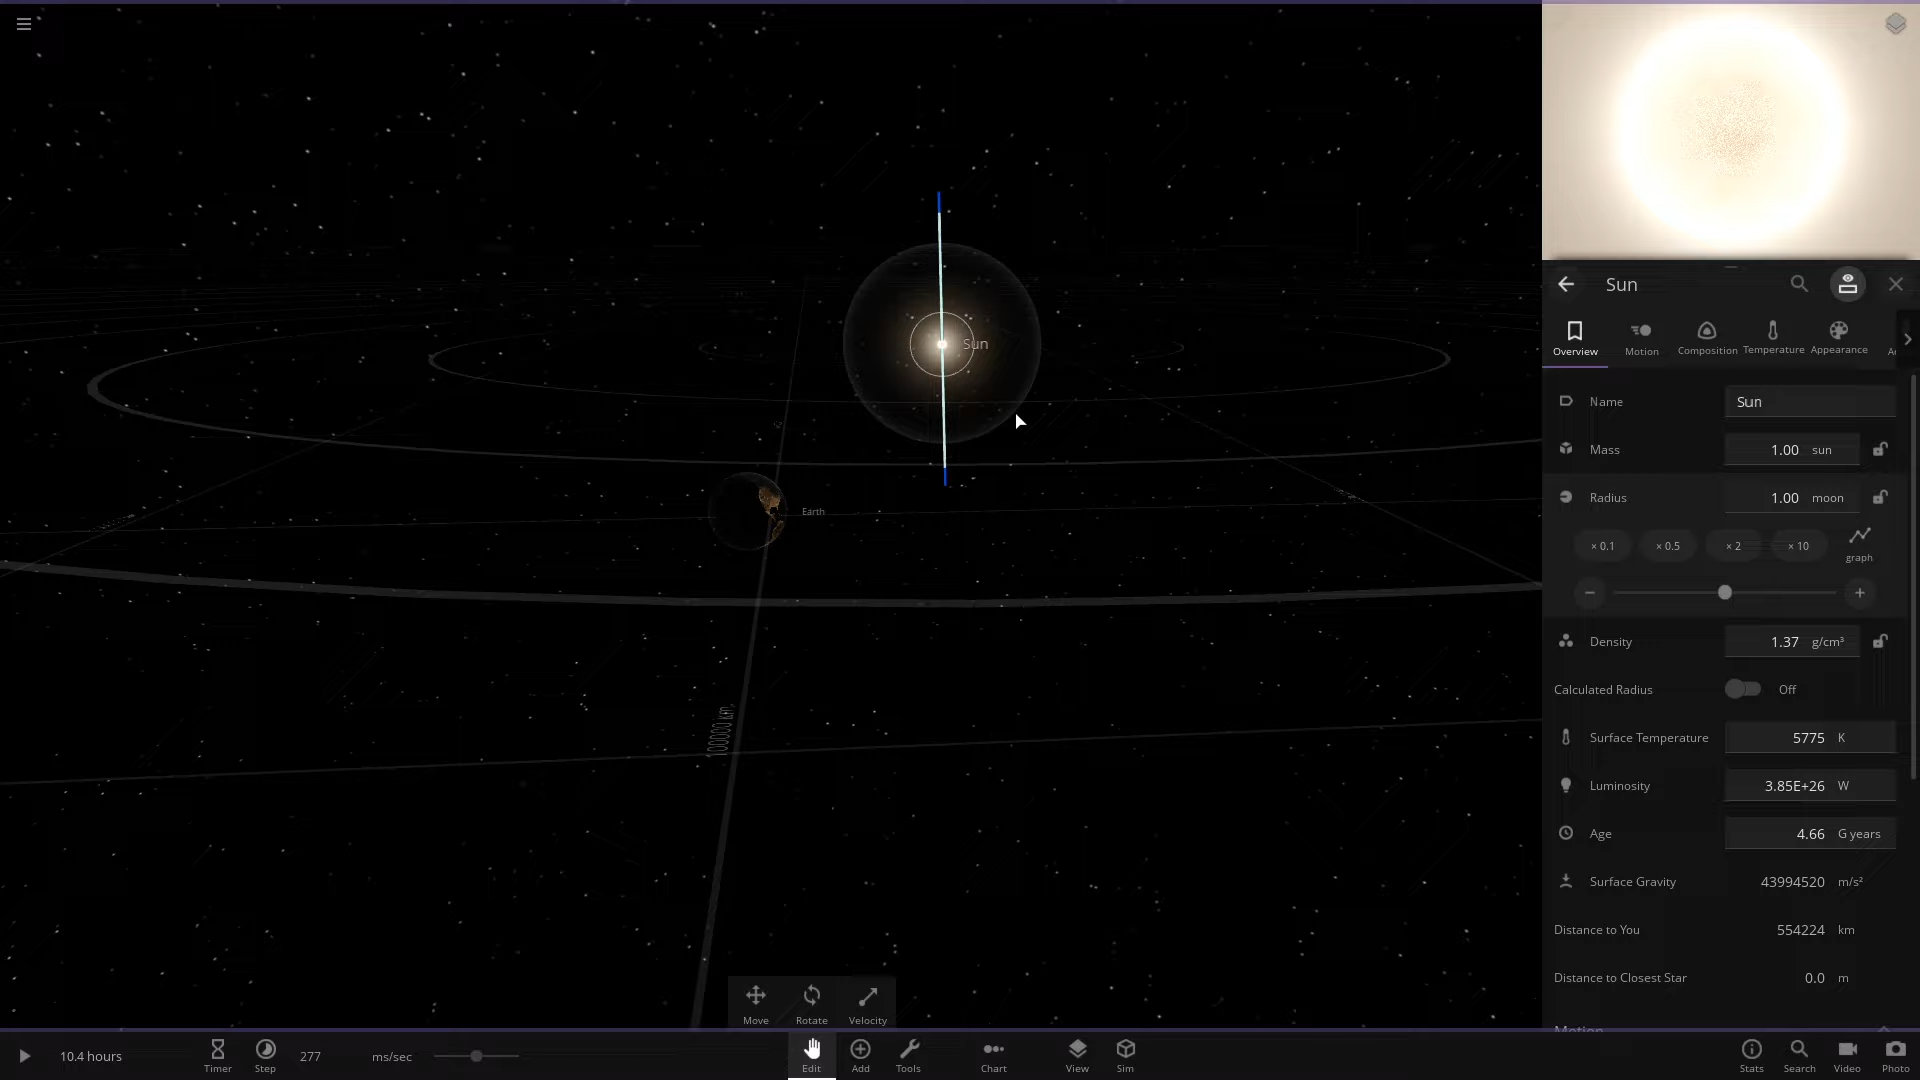 Sun
Earth
100000 km
Sun
Overview
Motion
Composition
Temperature
Appearance
Name
Sun
Mass
1.00 sun
Radius
1.00 moon
× 0.1
× 0.5
× 2
× 10
graph
Density
1.37 g/cm³
Calculated Radius
Off
Surface Temperature
5775 K
Luminosity
3.85E+26 W
Age
4.66 G years
Surface Gravity
43994520 m/s²
Distance to You
554224 km
Distance to Closest Star
0.0 m
Motion
Move
Rotate
Velocity
10.4 hours
Timer
Step
277 ms/sec
Edit
Add
Tools
Chart
View
Sim
Stats
Search
Video
Photo